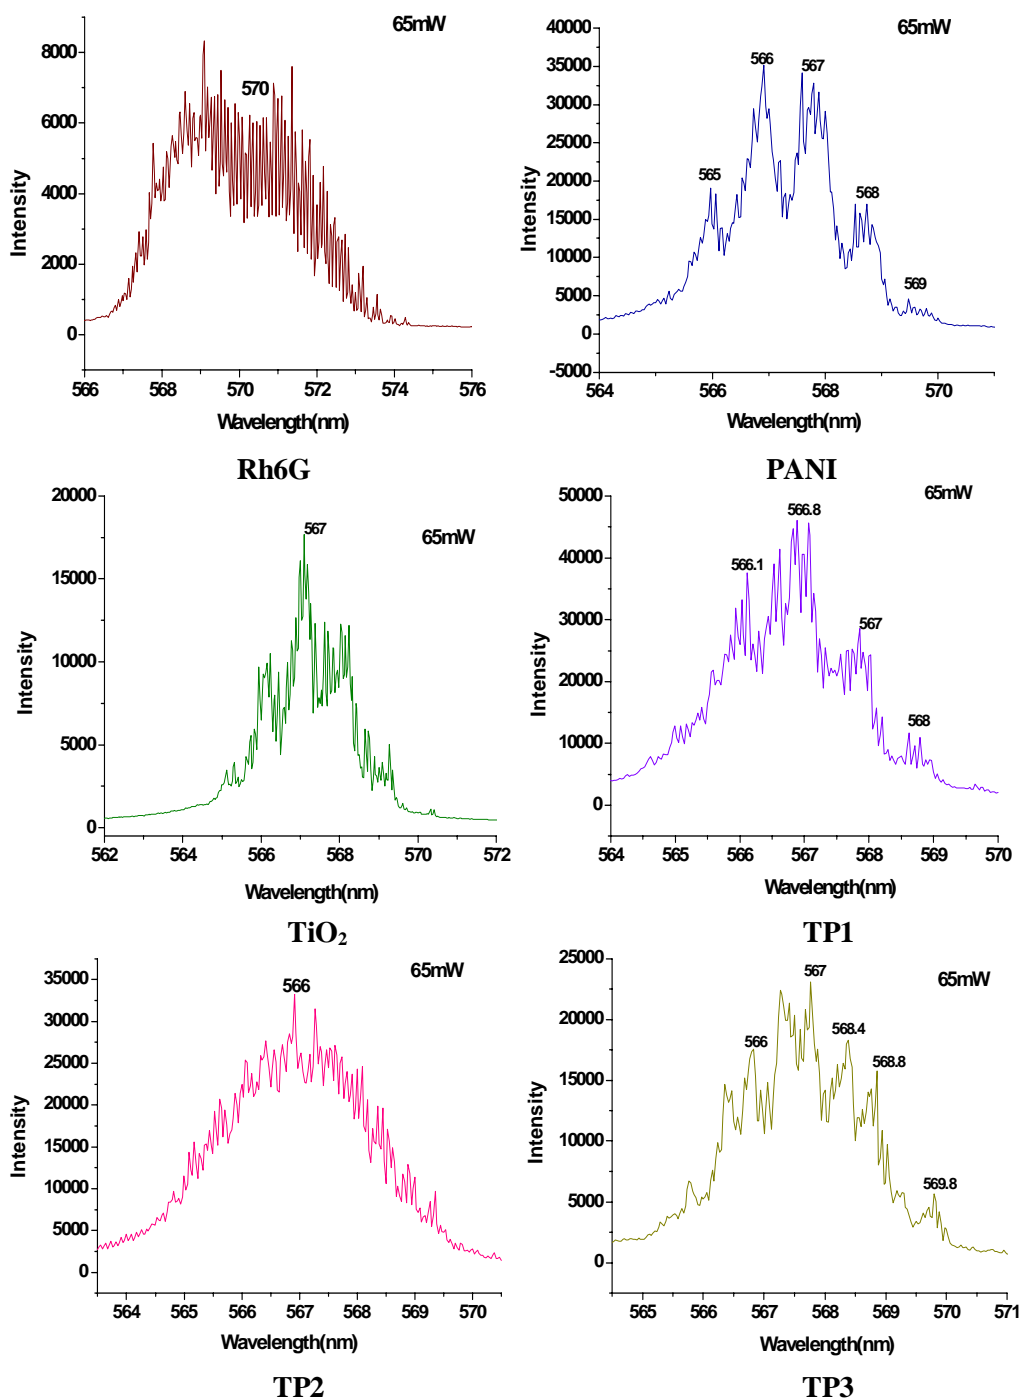 65mW
8000
6000
4000
2000
0
570
Intensity
566 568 570 572 574 576
Wavelength(nm)
Rh6G
65mW
40000
35000
30000
25000
20000
15000
10000
5000
0
-5000
566 567
565
568
569
Intensity
564 566 568 570
Wavelength(nm)
PANI
65mW
20000
15000
10000
5000
0
567
Intensity
562 564 566 568 570 572
Wavelength(nm)
TiO₂
65mW
50000
40000
30000
20000
10000
0
566.8
566.1
567
568
Intensity
564 565 566 567 568 569 570
Wavelength(nm)
TP1
65mW
35000
30000
25000
20000
15000
10000
5000
0
566
Intensity
564 565 566 567 568 569 570
Wavelength(nm)
TP2
65mW
25000
20000
15000
10000
5000
0
567
566
568.4
568.8
569.8
Intensity
565 566 567 568 569 570 571
Wavelength(nm)
TP3